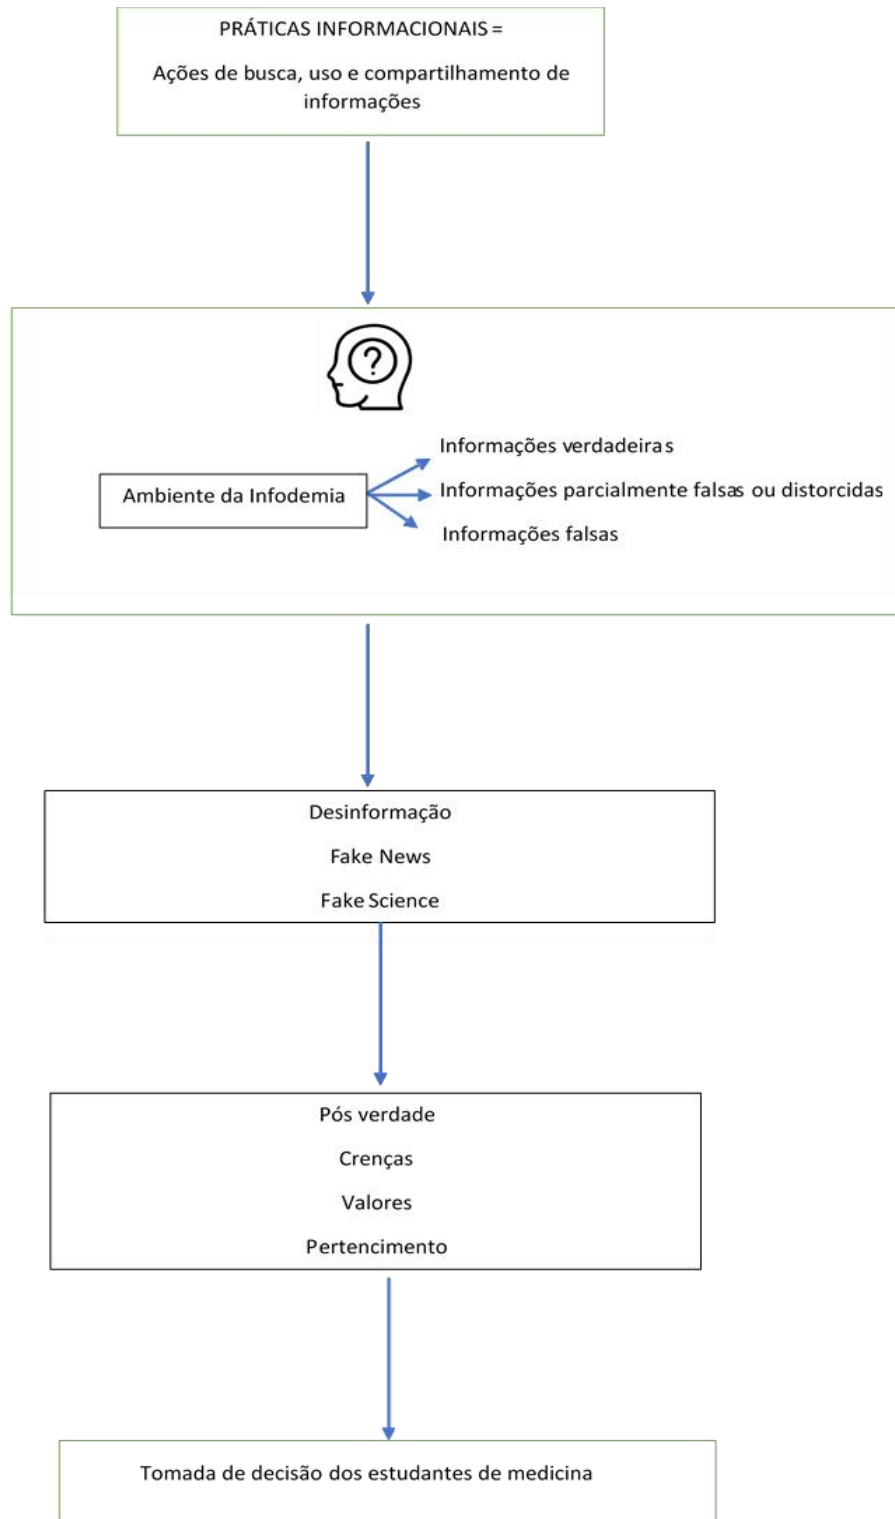 PRÁTICAS INFORMACIONAIS =
Ações de busca, uso e compartilhamento de
informações
?
Informações verdadeiras
Ambiente da Infodemia
Informações parcialmente falsas ou distorcidas
Informações falsas
Desinformação
Fake News
Fake Science
Pós verdade
Crenças
Valores
Pertencimento
Tomada de decisão dos estudantes de medicina